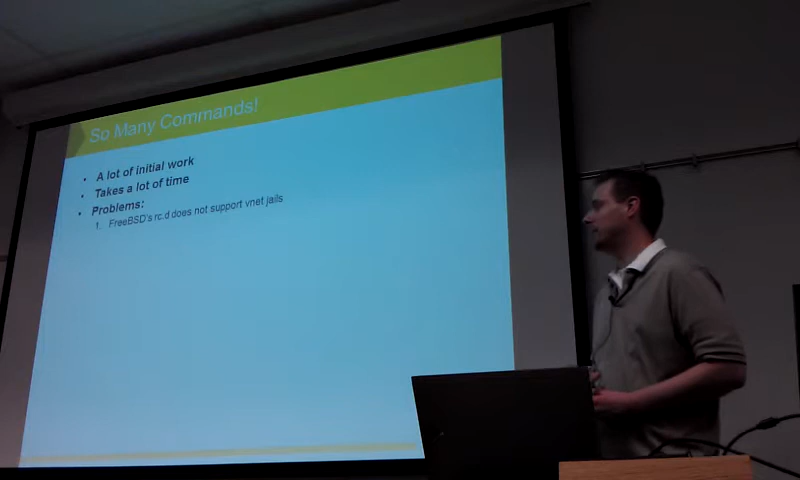 So Many Commands!
• A lot of initial work
• Takes a lot of time
• Problems:
1. FreeBSD's rc.d does not support vnet jails